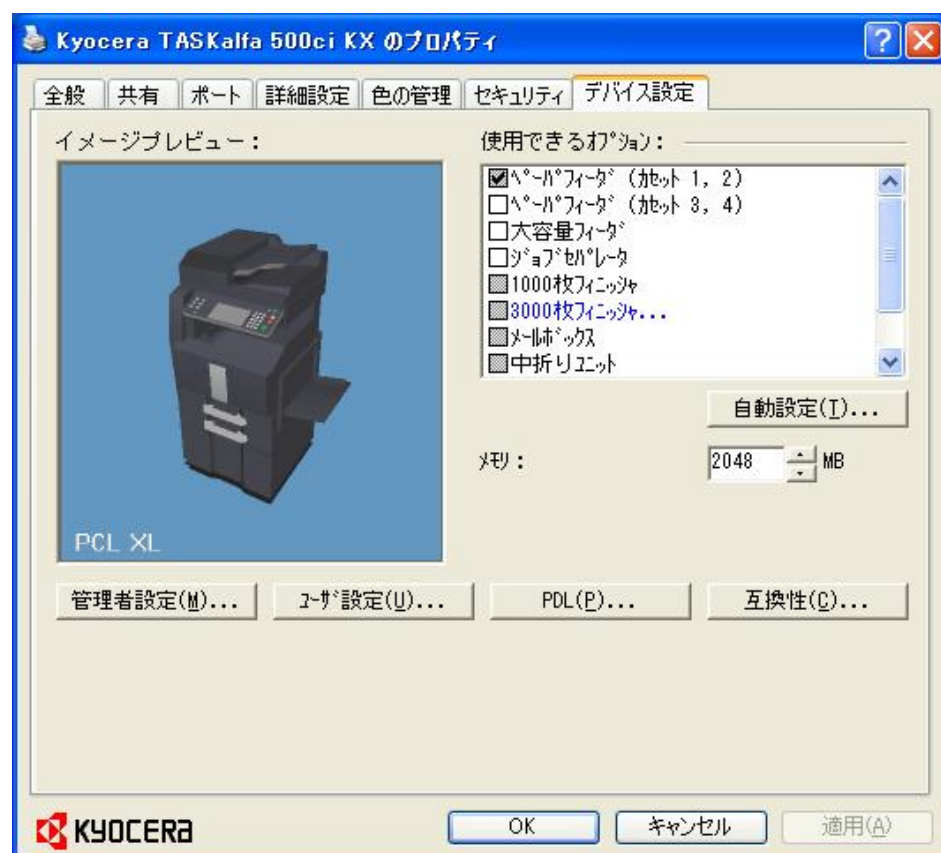 Kyocera TASKalfa 500ci KX のプロパティ
全般 共有 ポート 詳細設定 色の管理 セキュリティ デバイス設定
イメージプレビュー：
PCL XL
使用できるｵﾌﾟｼｮﾝ：
ﾍﾟｰﾊﾟﾌｨｰﾀﾞ (ｶｾｯﾄ 1, 2)
ﾍﾟｰﾊﾟﾌｨｰﾀﾞ (ｶｾｯﾄ 3, 4)
大容量ﾌｨｰﾀﾞ
ｼﾞｮﾌﾞｾﾊﾟﾚｰﾀ
1000枚ﾌｨﾆｯｼｬ
3000枚ﾌｨﾆｯｼｬ...
ﾒｰﾙﾎﾞｯｸｽ
中折りﾕﾆｯﾄ
自動設定(T)...
ﾒﾓﾘ： 2048 MB
管理者設定(M)... ﾕｰｻﾞ設定(U)... PDL(P)... 互換性(C)...
KYOCERA OK キャンセル 適用(A)